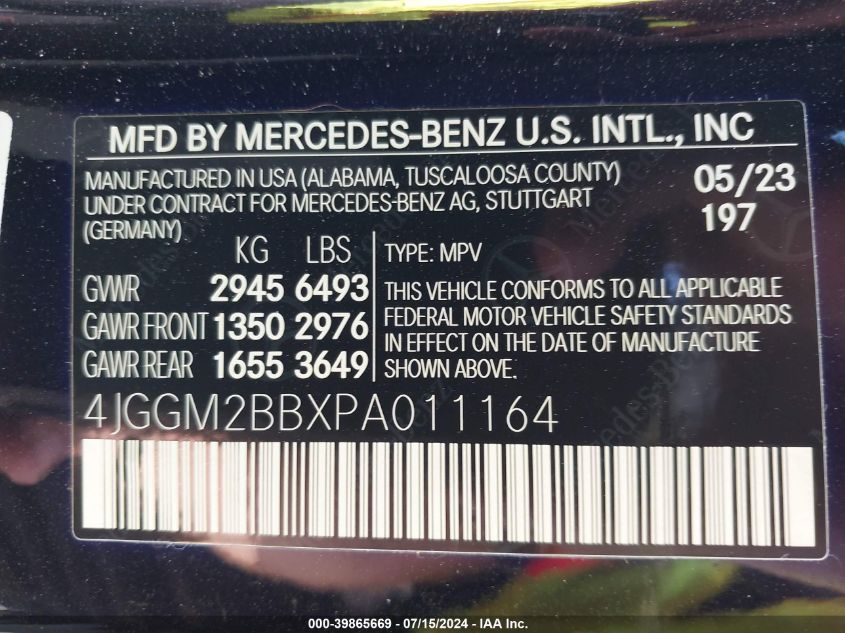 MFD BY MERCEDES-BENZ U.S. INTL., INC
MANUFACTURED IN USA (ALABAMA, TUSCALOOSA COUNTY)
UNDER CONTRACT FOR MERCEDES-BENZ AG, STUTTGART
(GERMANY)
05/23
197
KG LBS
GVWR 2945 6493
GAWR FRONT 1350 2976
GAWR REAR 1655 3649
TYPE: MPV
THIS VEHICLE CONFORMS TO ALL APPLICABLE
FEDERAL MOTOR VEHICLE SAFETY STANDARDS
IN EFFECT ON THE DATE OF MANUFACTURE
SHOWN ABOVE.
4JGGM2BBXPA011164
000-39865669 - 07/15/2024 - IAA Inc.